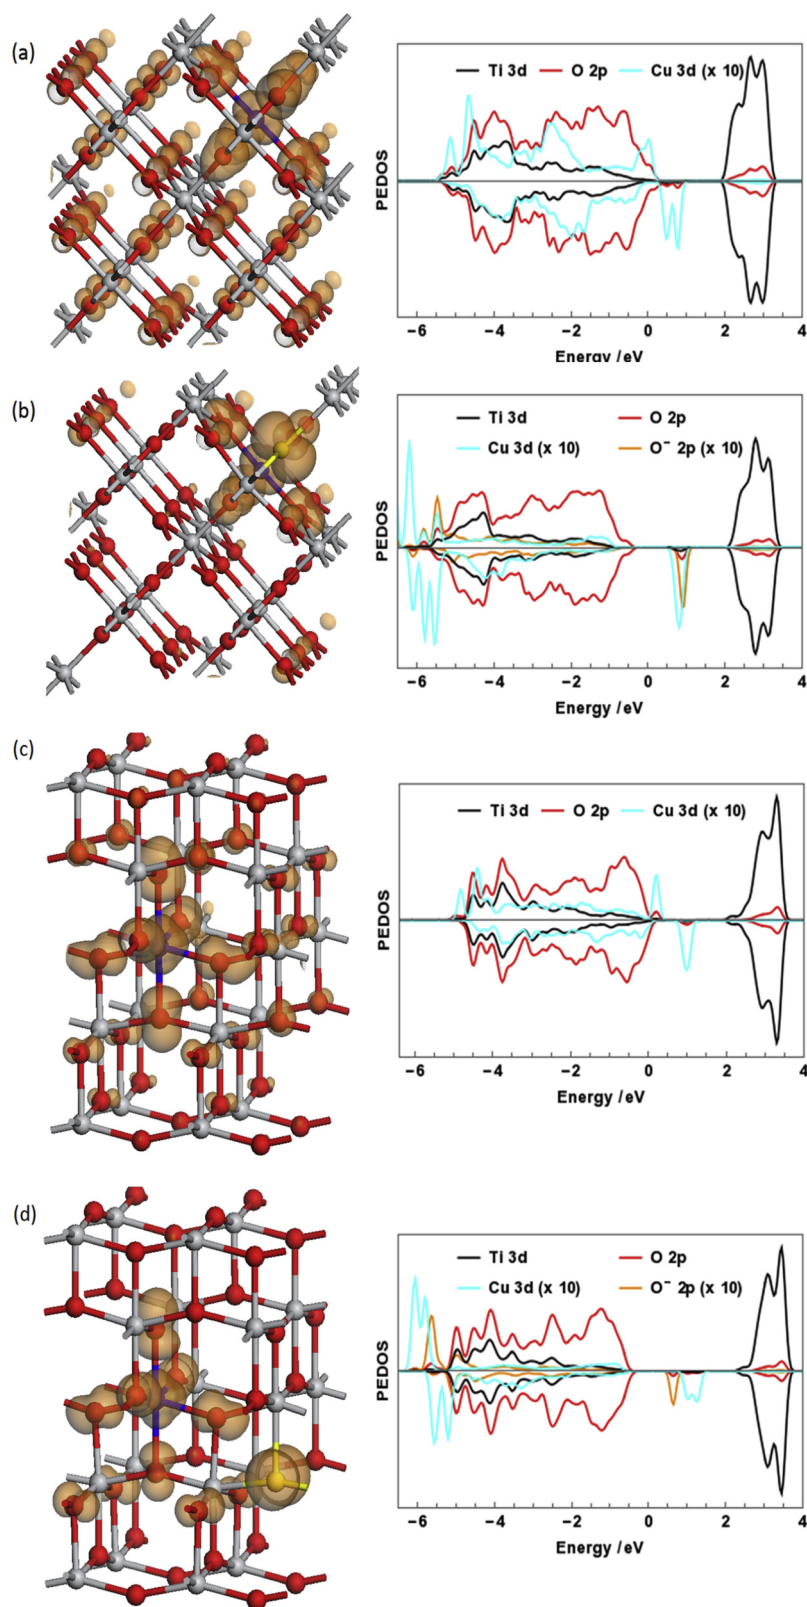 (a)
Ti 3d O 2p Cu 3d (x 10)
PEDOS
−6 −4 −2 0 2 4
Energy / eV
(b)
Ti 3d O 2p
Cu 3d (x 10) O⁻ 2p (x 10)
PEDOS
−6 −4 −2 0 2 4
Energy / eV
(c)
Ti 3d O 2p Cu 3d (x 10)
PEDOS
−6 −4 −2 0 2 4
Energy / eV
(d)
Ti 3d O 2p
Cu 3d (x 10) O⁻ 2p (x 10)
PEDOS
−6 −4 −2 0 2 4
Energy / eV